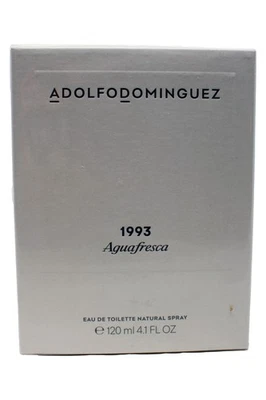 ADOLFODOMINGUEZ
1993
Aguafresca
EAU DE TOILETTE NATURAL SPRAY
℮ 120 ml 4.1 FL OZ